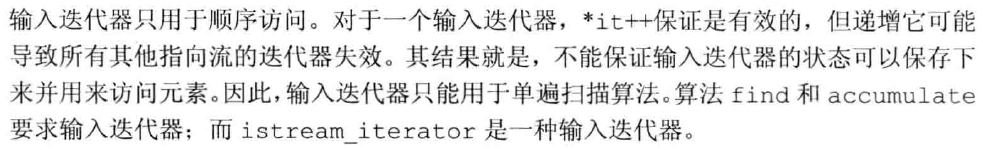 输入迭代器只用于顺序访问。对于一个输入迭代器，*it++保证是有效的，但递增它可能
导致所有其他指向流的迭代器失效。其结果就是，不能保证输入迭代器的状态可以保存下
来并用来访问元素。因此，输入迭代器只能用于单遍扫描算法。算法 find 和 accumulate
要求输入迭代器；而 istream_iterator 是一种输入迭代器。